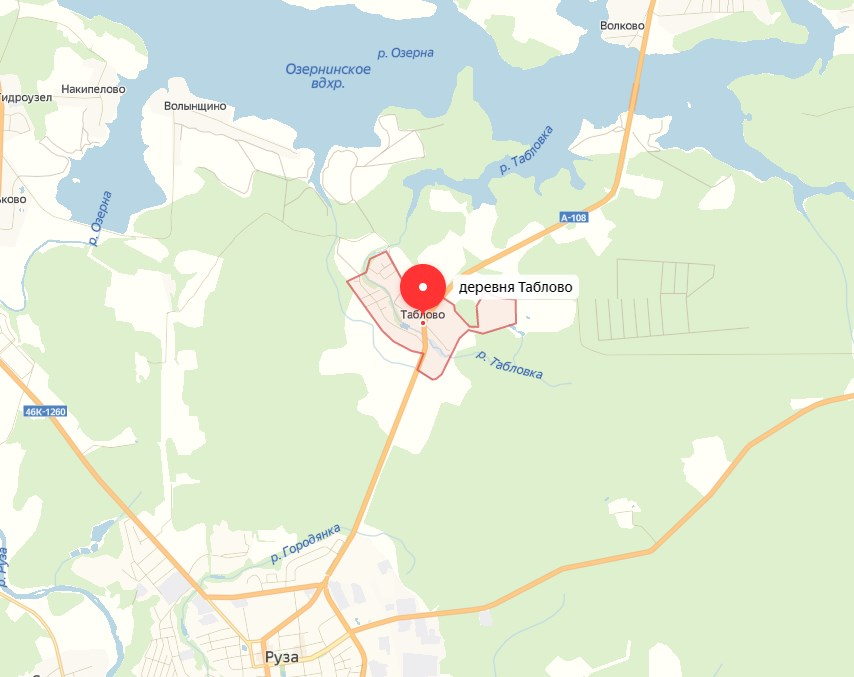 Волково
р. Озерна
Озернинское
вдхр.
Накипелово
Гидроузел
Волынщино
р. Табловка
ьково
р. Озерна
А-108
деревня Таблово
Таблово
р. Табловка
46К-1260
р. Городянка
р. Руза
Руза